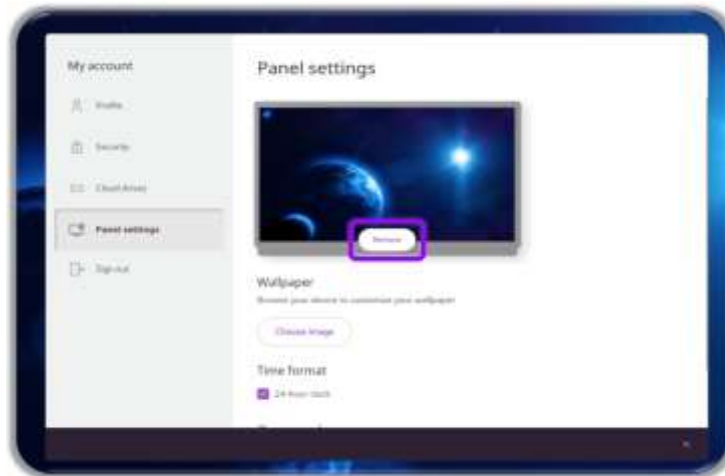 My account
Profile
Security
Cloud drives
Panel settings
Sign out
Panel settings
Remove
Wallpaper
Browse your device to customize your wallpaper
Choose image
Time format
24-hour clock